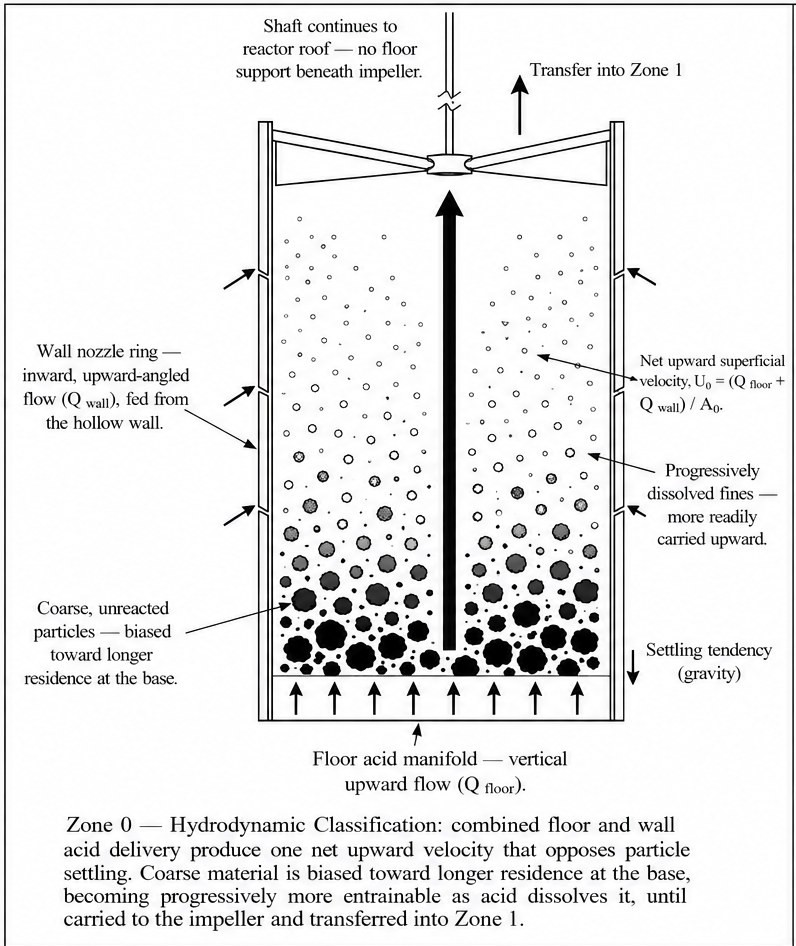 Shaft continues to
reactor roof — no floor
support beneath impeller.
Transfer into Zone 1
Wall nozzle ring —
inward, upward-angled
flow (Q wall), fed from
the hollow wall.
Net upward superficial
velocity, U₀ = (Q floor +
Q wall) / A₀.
Progressively
dissolved fines —
more readily
carried upward.
Coarse, unreacted
particles — biased
toward longer
residence at the base.
Settling tendency
(gravity)
Floor acid manifold — vertical
upward flow (Q floor).
Zone 0 — Hydrodynamic Classification: combined floor and wall
acid delivery produce one net upward velocity that opposes particle
settling. Coarse material is biased toward longer residence at the base,
becoming progressively more entrainable as acid dissolves it, until
carried to the impeller and transferred into Zone 1.